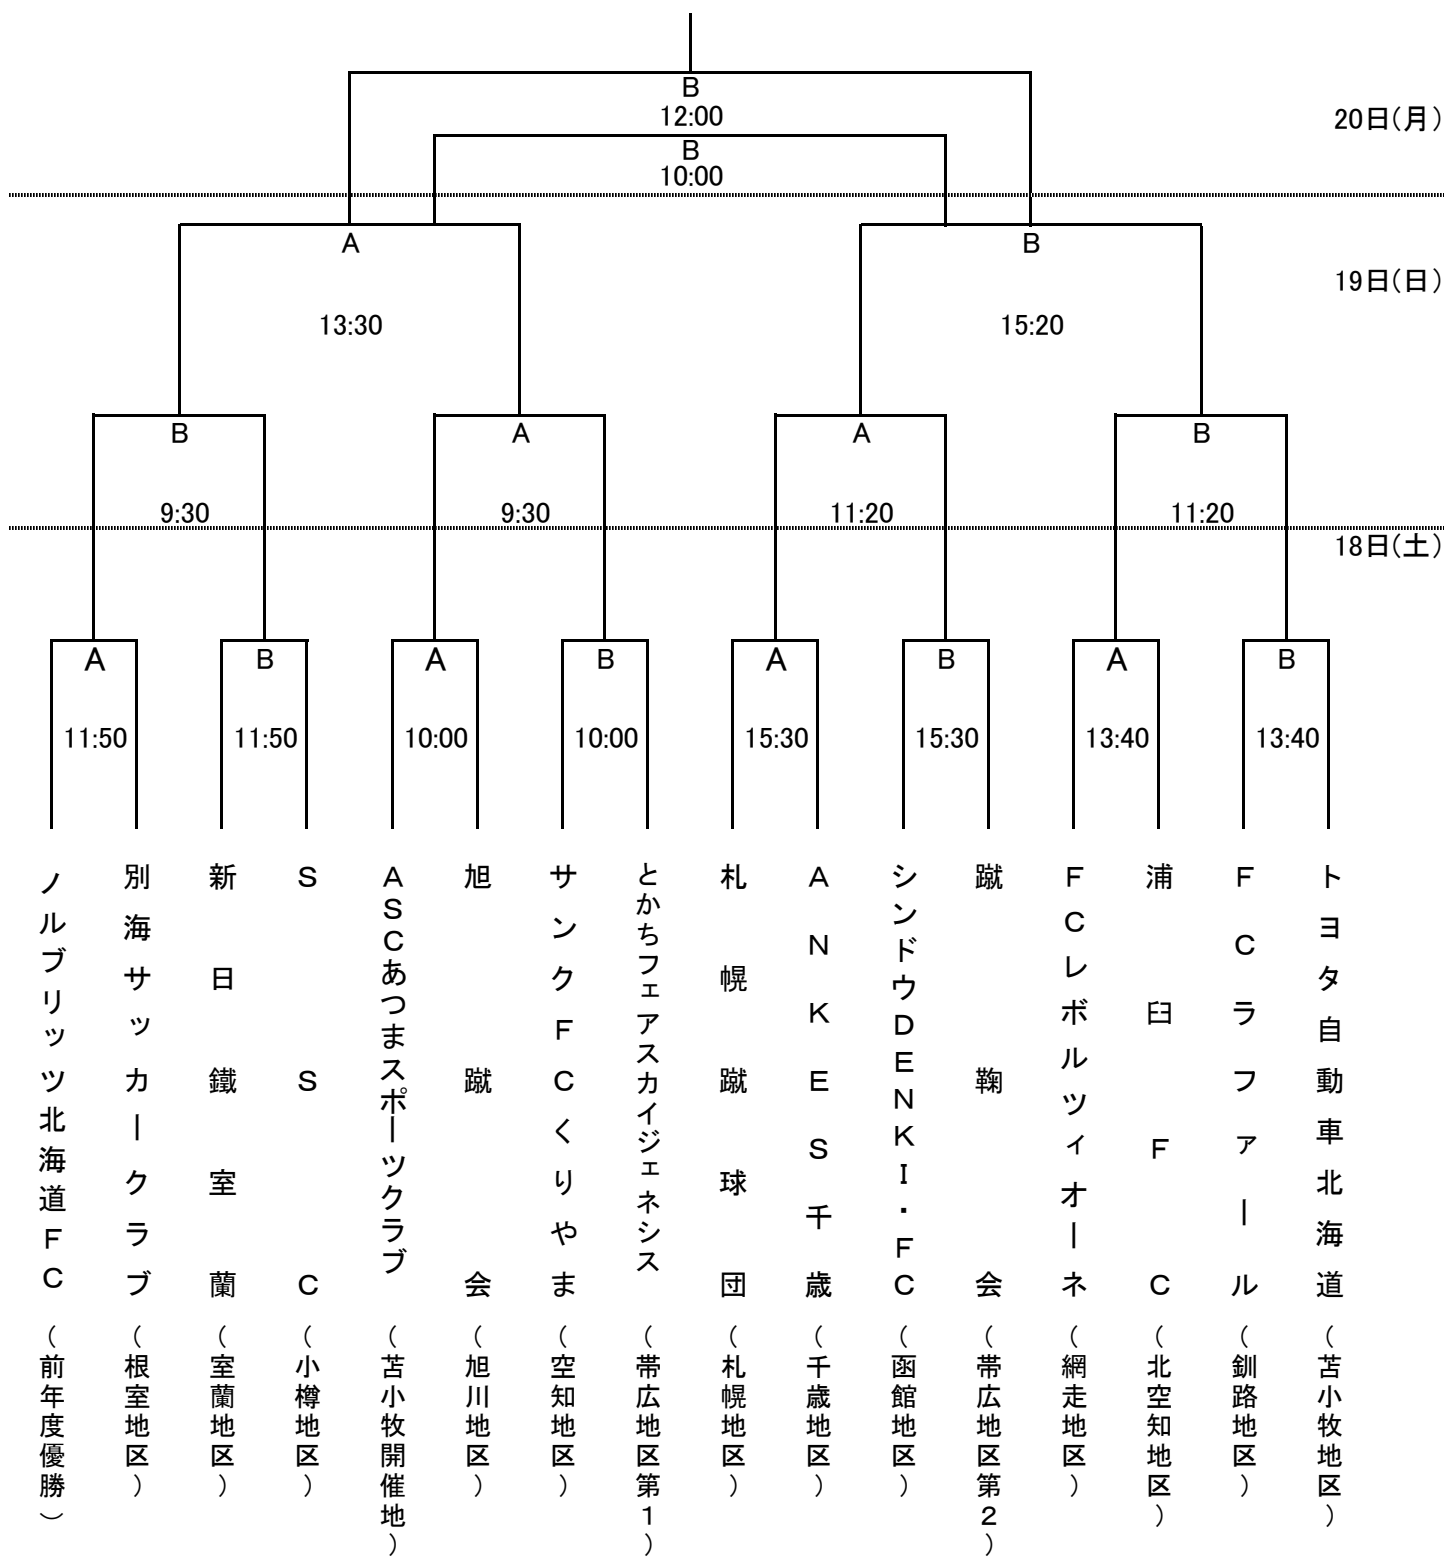 B
12:00
20日(月)
B
10:00
A
B
19日(日)
13:30
15:20
B
A
A
B
9:30
9:30
11:20
11:20
18日(土)
A
B
A
B
A
B
A
B
11:50
11:50
10:00
10:00
15:30
15:30
13:40
13:40
ノルブリッツ北海道FC(前年度優勝)
別海サッカークラブ(根室地区)
新日鐵室蘭(室蘭地区)
SSC(小樽地区)
ASCあつまスポーツクラブ(苫小牧開催地)
旭蹴会(旭川地区)
サンクFCくりやま(空知地区)
とかちフェアスカイジェネシス(帯広地区第1)
札幌蹴球団(札幌地区)
ANKES千歳(千歳地区)
シンドウDENKI・FC(函館地区)
蹴鞠会(帯広地区第2)
FCレボルツィオーネ(網走地区)
浦臼FC(北空知地区)
FCラファール(釧路地区)
トヨタ自動車北海道(苫小牧地区)